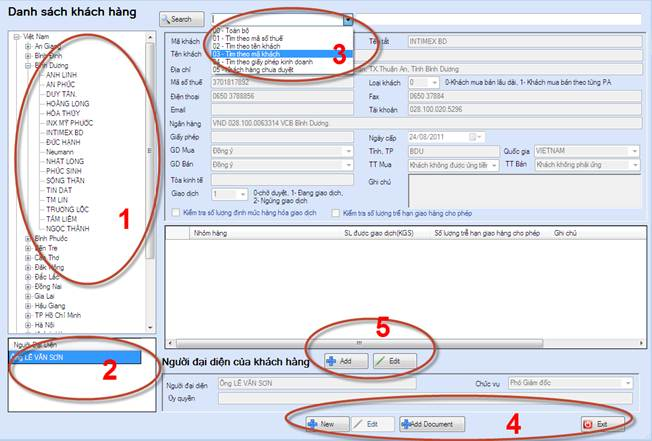 Danh sách khách hàng
Search
00 - Toàn bộ
01 - Tìm theo mã số thuế
02 - Tìm theo tên khách
03 - Tìm theo mã khách
04 - Tìm theo giấy phép kinh doanh
05 - Khách hàng chưa duyệt
3
Việt Nam
An Giang
Bình Định
Bình Dương
ANH LINH
AN PHÚC
DUY TÂN
HOÀNG LONG
HÒA THỦY
INX MỸ PHƯỚC
INTIMEX BD
ĐỨC HẠNH
Neumann
NHẤT LONG
PHÚC SINH
SÓNG THẦN
TIN DAT
TM LIN
TRƯỜNG LỘC
TÂM LIÊM
NGỌC THÀNH
Bình Phước
Bến Tre
Cần Thơ
Đăk Nông
Đắc Lắc
Đồng Nai
Gia Lai
Hậu Giang
TP Hồ Chí Minh
Hà Nội
1
Mã khách
Tên tắt INTIMEX BD
Tên khách
Địa chỉ TX Thuận An, Tỉnh Bình Dương
Mã số thuế 3701817892
Loại khách 0 0-Khách mua bán lâu dài, 1- Khách mua bán theo từng PA
Điện thoại 0650 3788856
Fax 0650 37884
Email
Tài khoản 028.100.020.5296
Ngân hàng VND 028.100.0063314 VCB Bình Dương.
Giấy phép
Ngày cấp 24/08/2011
Tỉnh, TP BDU
Quốc gia VIETNAM
GD Mua Đồng ý
TT Mua Khách không được ứng tiền
TT Bán Khách không phải ứng
GD Bán Đồng ý
Tòa kinh tế
Ghi chú
Giao dịch 1 0-chờ duyệt, 1- Đang giao dịch,
2- Ngừng giao dịch
Kiểm tra số lượng định mức hàng hóa giao dịch
Kiểm tra số lượng trễ hạn giao hàng cho phép
Nhóm hàng
SL được giao dịch(KGS)
Số lượng trễ hạn giao hàng cho phép
Ghi chú
5
Người Đại diện
Ông LÊ VĂN SƠN
2
Người đại diện của khách hàng
Add
Edit
Người đại diện Ông LÊ VĂN SƠN
Chức vụ Phó Giám đốc
Ủy quyền
New
Edit
Add Document
4
Exit